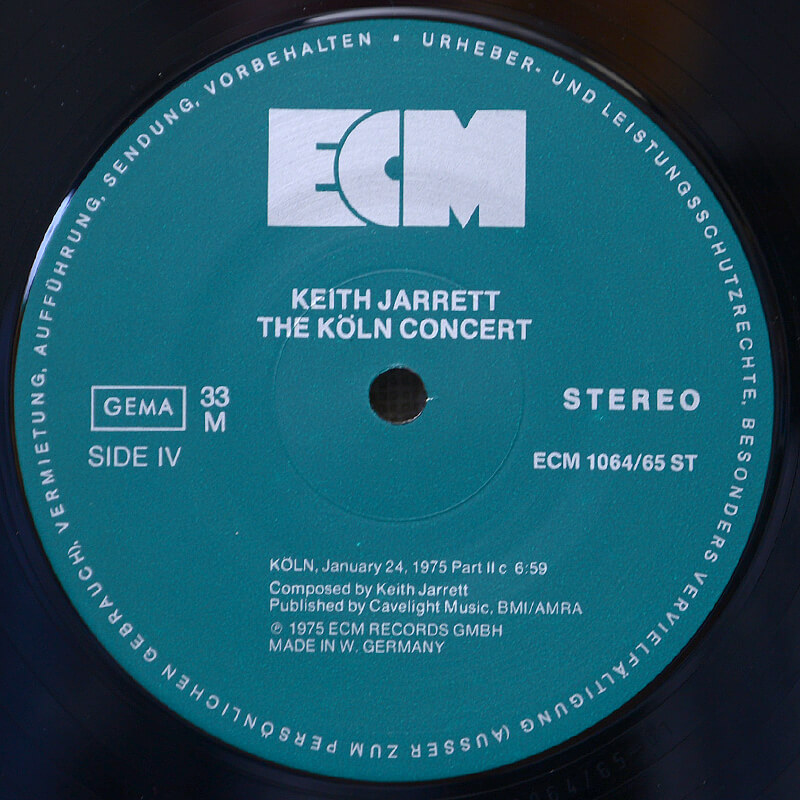 URHEBER- UND LEISTUNGSSCHUTZRECHTE, BESONDERS VERVIELFÄLTIGUNG (AUSSER ZUM PERSÖNLICHEN GEBRAUCH), VERMIETUNG, AUFFÜHRUNG, SENDUNG, VORBEHALTEN •
ECM
KEITH JARRETT
THE KÖLN CONCERT
GEMA
33
M
SIDE IV
STEREO
ECM 1064/65 ST
KÖLN, January 24, 1975 Part II c 6:59
Composed by Keith Jarrett
Published by Cavelight Music, BMI/AMRA
℗ 1975 ECM RECORDS GMBH
MADE IN W. GERMANY